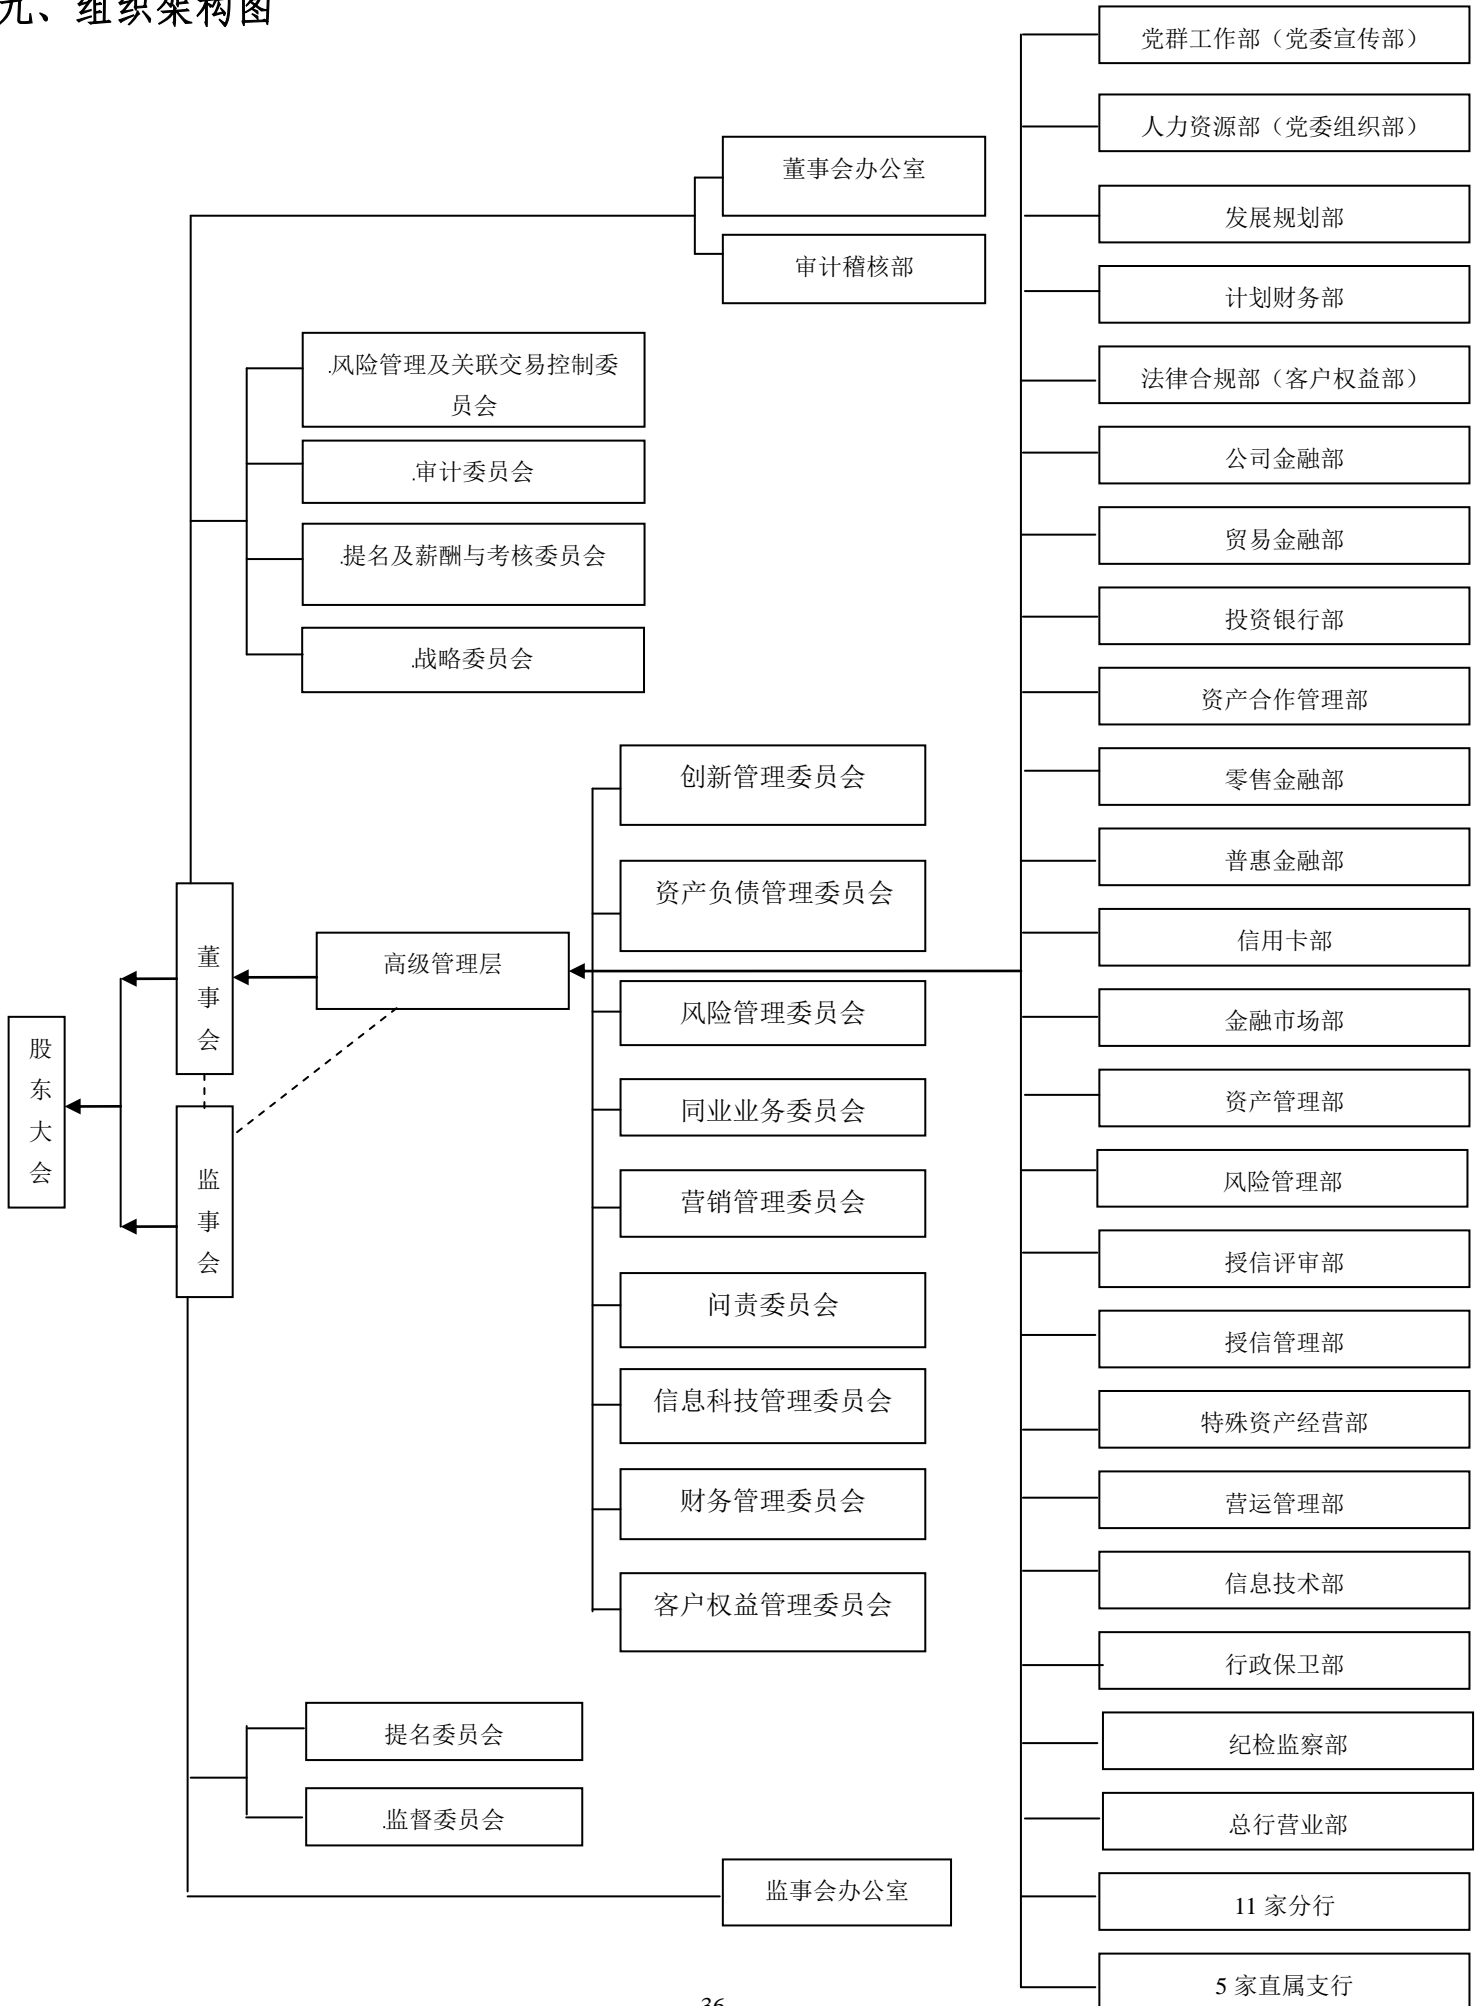 九、组织架构图
党群工作部（党委宣传部）
人力资源部（党委组织部）
发展规划部
计划财务部
法律合规部（客户权益部）
公司金融部
贸易金融部
投资银行部
资产合作管理部
零售金融部
普惠金融部
信用卡部
金融市场部
资产管理部
风险管理部
授信评审部
授信管理部
特殊资产经营部
营运管理部
信息技术部
行政保卫部
纪检监察部
总行营业部
11 家分行
5 家直属支行
董事会办公室
审计稽核部
.风险管理及关联交易控制委
员会
.审计委员会
.提名及薪酬与考核委员会
.战略委员会
创新管理委员会
资产负债管理委员会
风险管理委员会
同业业务委员会
营销管理委员会
问责委员会
信息科技管理委员会
财务管理委员会
客户权益管理委员会
高级管理层
董事会
监事会
股东大会
提名委员会
.监督委员会
监事会办公室
36